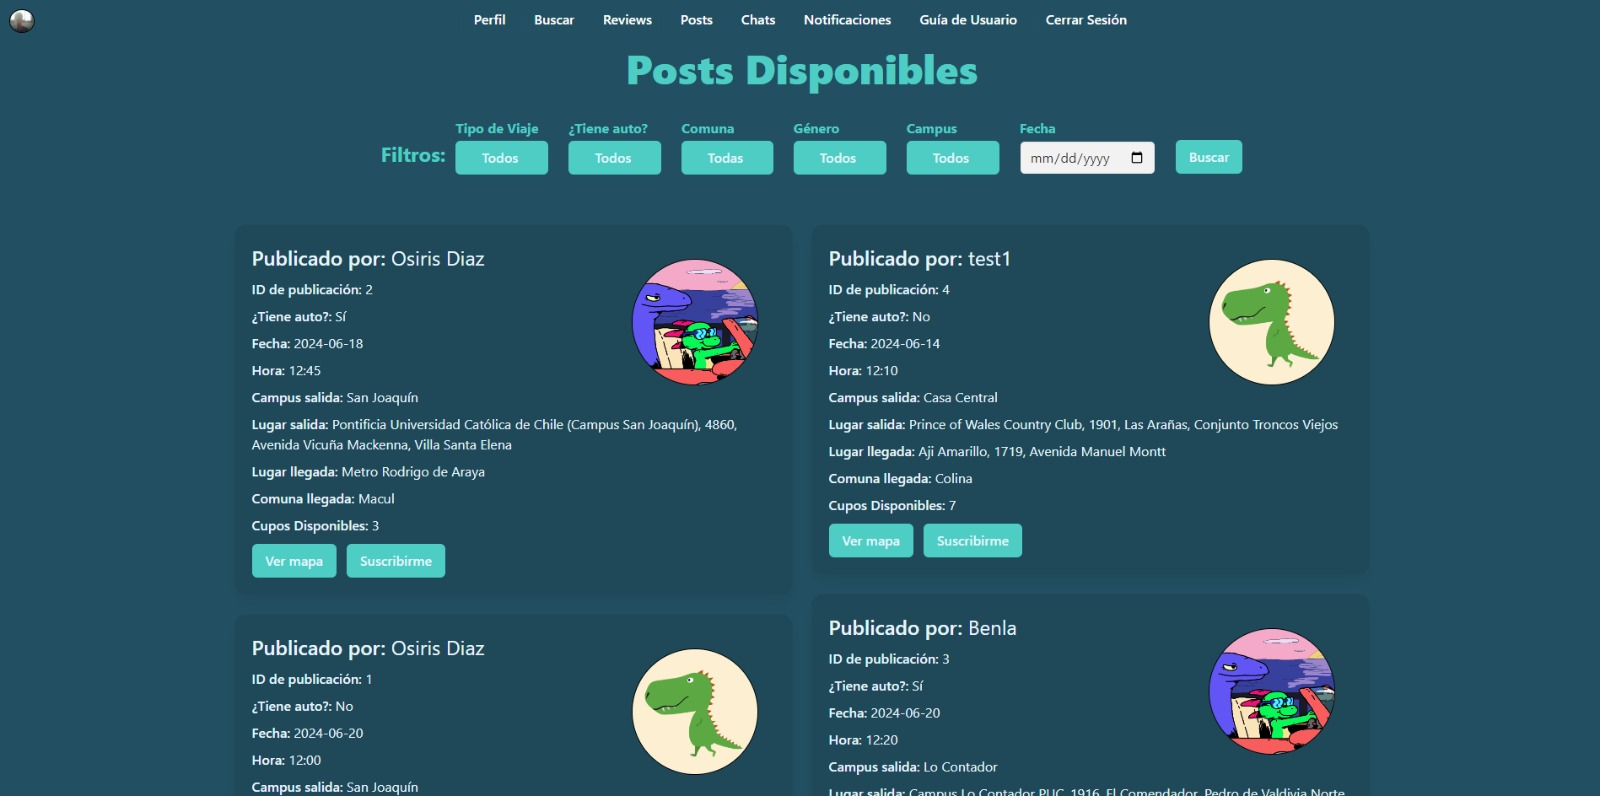 Perfil Buscar Reviews Posts Chats Notificaciones Guía de Usuario Cerrar Sesión
Posts Disponibles
Filtros:
Tipo de Viaje ¿Tiene auto? Comuna Género Campus Fecha
Todos Todos Todas Todos Todos mm/dd/yyyy Buscar
Publicado por: Osiris Diaz
ID de publicación: 2
¿Tiene auto?: Sí
Fecha: 2024-06-18
Hora: 12:45
Campus salida: San Joaquín
Lugar salida: Pontificia Universidad Católica de Chile (Campus San Joaquín), 4860,
Avenida Vicuña Mackenna, Villa Santa Elena
Lugar llegada: Metro Rodrigo de Araya
Comuna llegada: Macul
Cupos Disponibles: 3
Ver mapa Suscribirme
Publicado por: test1
ID de publicación: 4
¿Tiene auto?: No
Fecha: 2024-06-14
Hora: 12:10
Campus salida: Casa Central
Lugar salida: Prince of Wales Country Club, 1901, Las Arañas, Conjunto Troncos Viejos
Lugar llegada: Aji Amarillo, 1719, Avenida Manuel Montt
Comuna llegada: Colina
Cupos Disponibles: 7
Ver mapa Suscribirme
Publicado por: Osiris Diaz
ID de publicación: 1
¿Tiene auto?: No
Fecha: 2024-06-20
Hora: 12:00
Campus salida: San Joaquín
Publicado por: Benla
ID de publicación: 3
¿Tiene auto?: Sí
Fecha: 2024-06-20
Hora: 12:20
Campus salida: Lo Contador
Lugar salida: Campus Lo Contador PUC, 1916, El Comendador, Pedro de Valdivia Norte